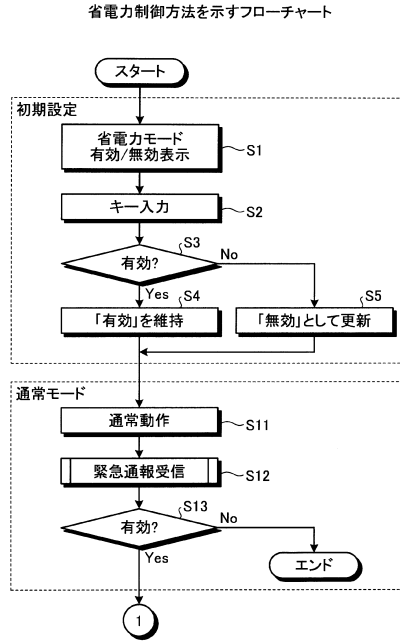 省電力制御方法を示すフローチャート
スタート
初期設定
省電力モード
有効/無効表示
S1
キー入力
S2
S3
有効?
No
Yes
S4
S5
「有効」を維持
「無効」として更新
通常モード
通常動作
S11
緊急通報受信
S12
S13
有効?
No
Yes
エンド
1